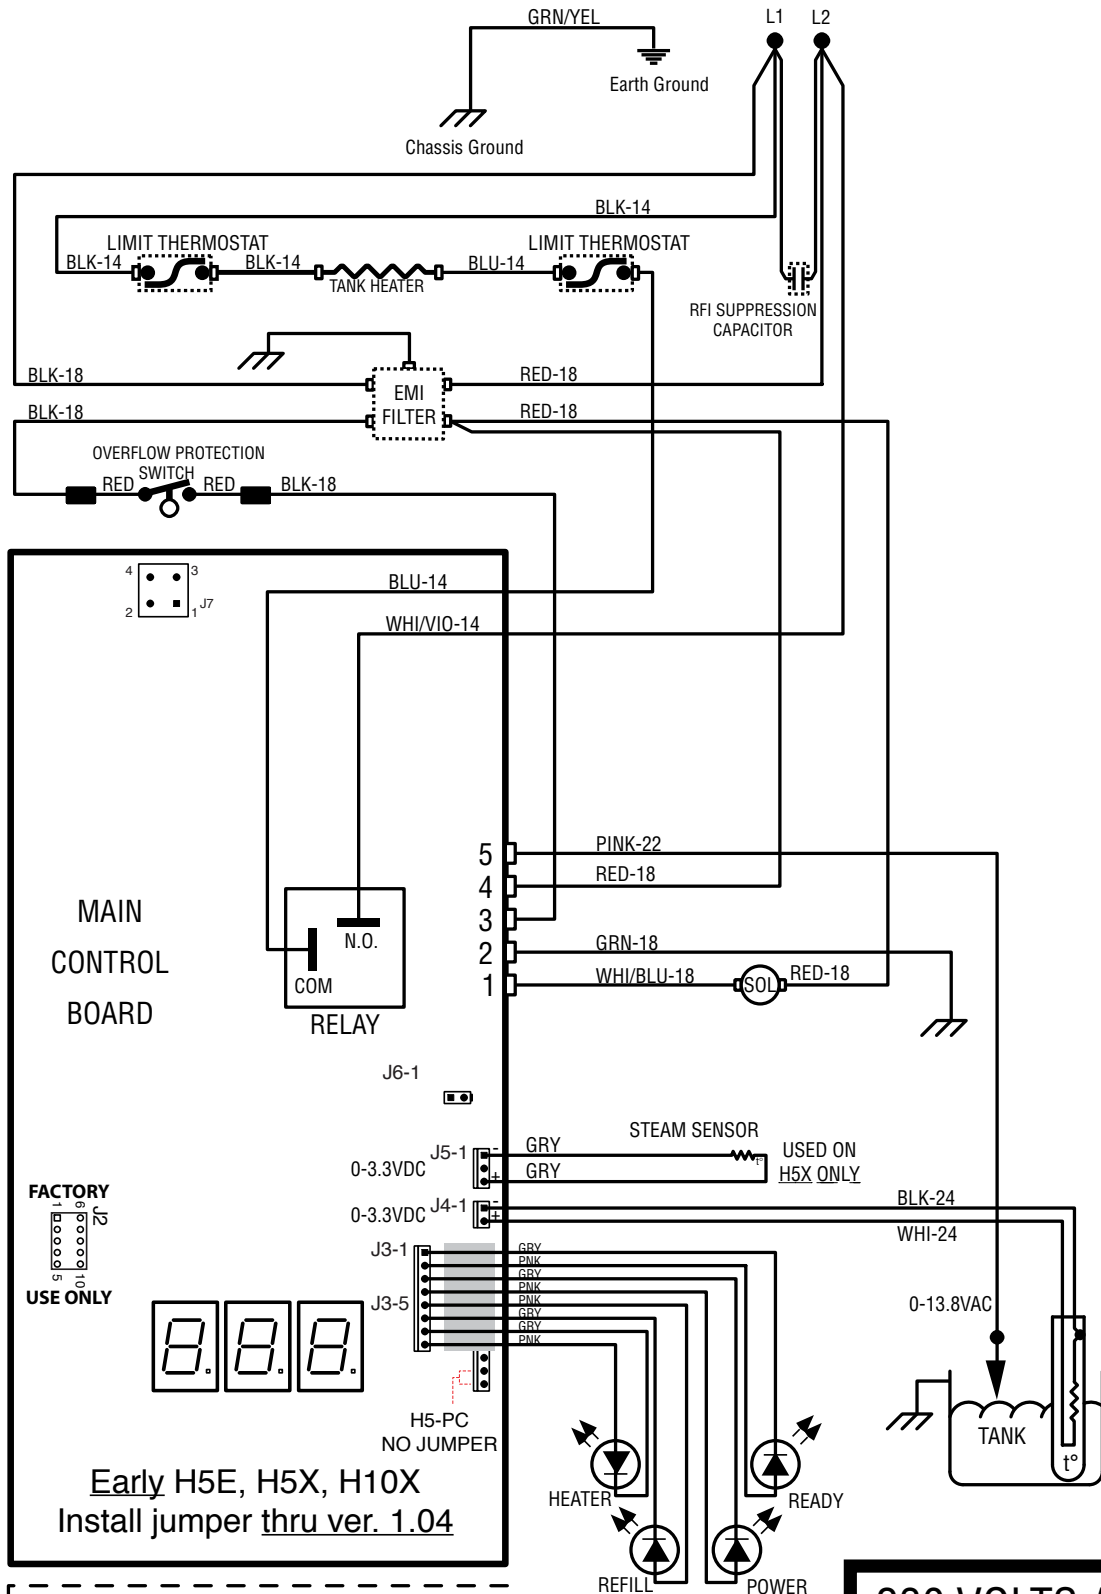 GRN/YEL
L1 L2
Earth Ground
Chassis Ground
BLK-14
LIMIT THERMOSTAT
LIMIT THERMOSTAT
BLK-14
BLK-14
BLU-14
TANK HEATER
RFI SUPPRESSION
CAPACITOR
BLK-18
EMI
FILTER
RED-18
BLK-18
RED-18
OVERFLOW PROTECTION
SWITCH
RED
RED
BLK-18
4 3
2 1
J7
BLU-14
WHI/VIO-14
MAIN
CONTROL
BOARD
N.O.
COM
RELAY
5 PINK-22
4 RED-18
3
2 GRN-18
1 WHI/BLU-18
SOL
RED-18
J6-1
STEAM SENSOR
J5-1 - GRY
0-3.3VDC
+ GRY
t°
USED ON
H5X ONLY
J4-1 -
0-3.3VDC +
BLK-24
WHI-24
FACTORY
1 6
J2
5 10
USE ONLY
J3-1
J3-5
GRY
PNK
GRY
PNK
PNK
GRY
GRY
PNK
0-13.8VAC
8. 8. 8.
H5-PC
NO JUMPER
TANK
t°
Early H5E, H5X, H10X
Install jumper thru ver. 1.04
HEATER
READY
REFILL
POWER